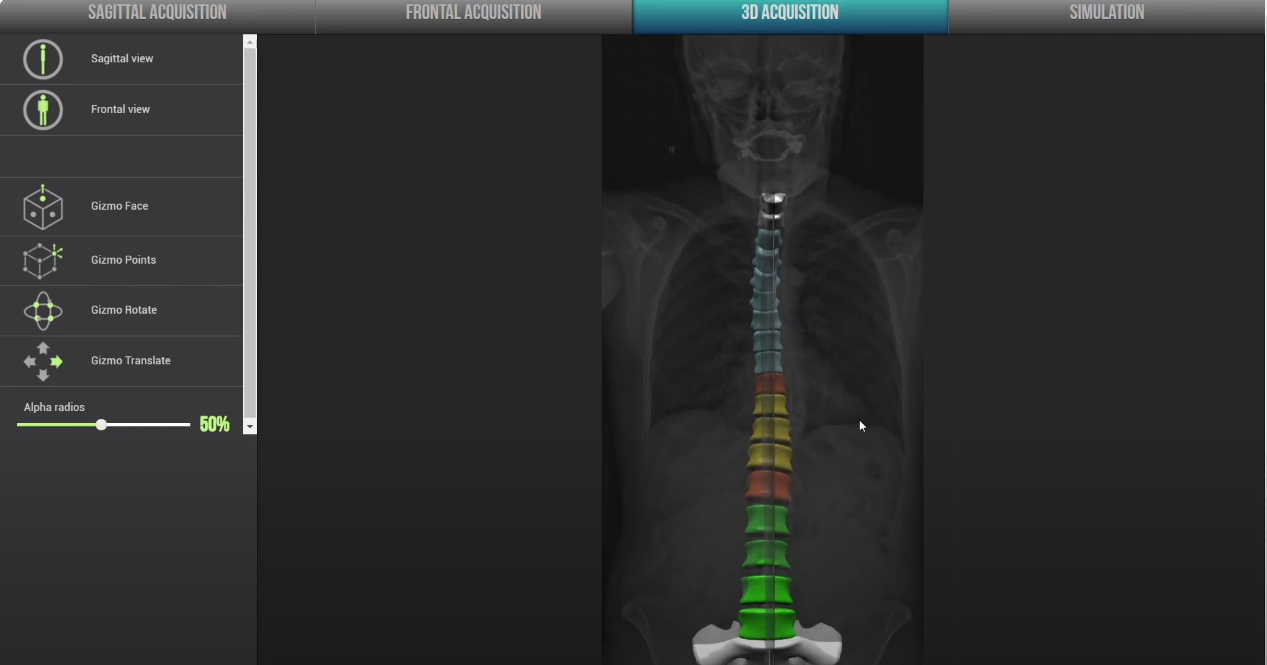 SAGITTAL ACQUISITION
FRONTAL ACQUISITION
3D ACQUISITION
SIMULATION
Sagittal view
Frontal view
Gizmo Face
Gizmo Points
Gizmo Rotate
Gizmo Translate
Alpha radios
50%
d